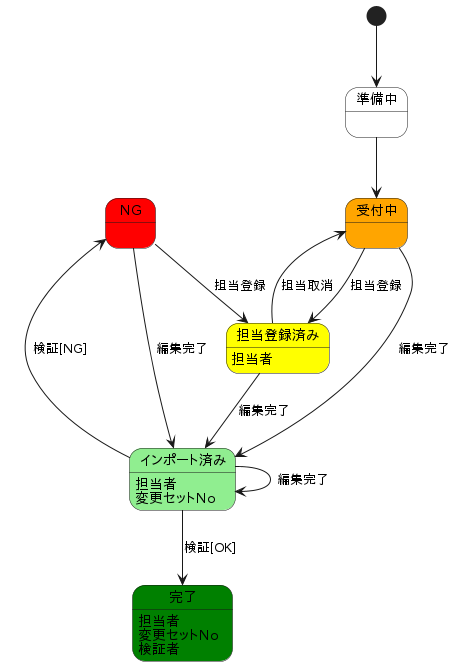 準備中
NG
受付中
担当登録
担当取消
担当登録
担当登録済み
担当者
検証[NG]
編集完了
編集完了
編集完了
インポート済み
担当者
変更セットNo
編集完了
検証[OK]
完了
担当者
変更セットNo
検証者